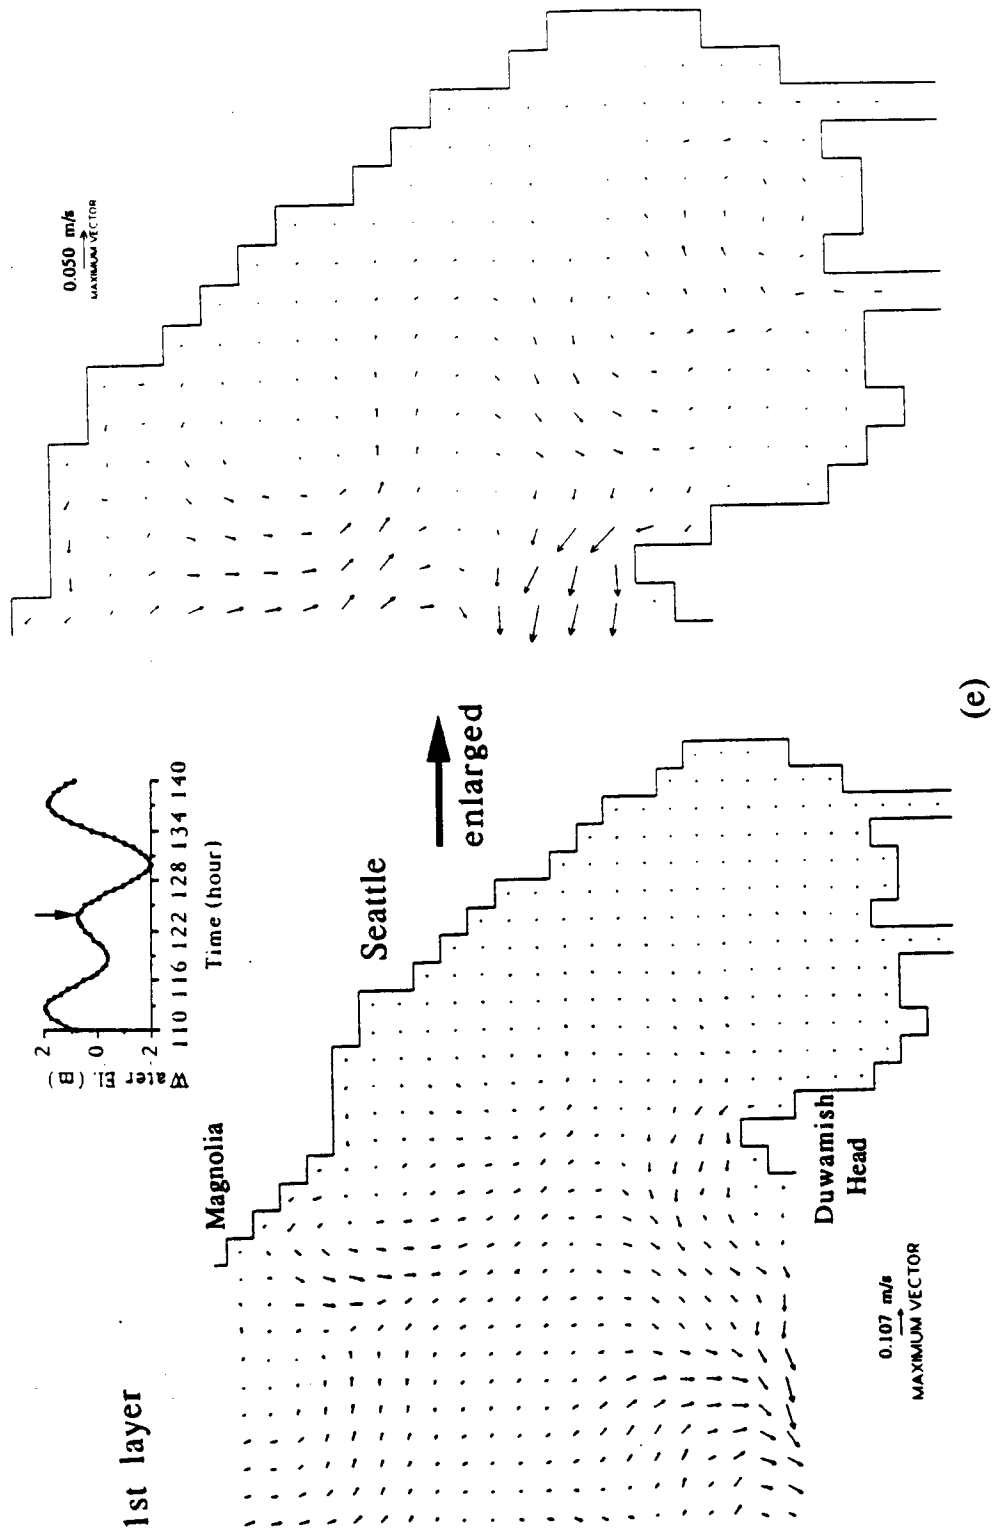 1st layer
Magnolia
Seattle
Duwamish
Head
0.107 m/s
MAXIMUM VECTOR
Water El. (m)
2
0
2
110 116 122 128 134 140
Time (hour)
enlarged
0.050 m/s
MAXIMUM VECTOR
(e)